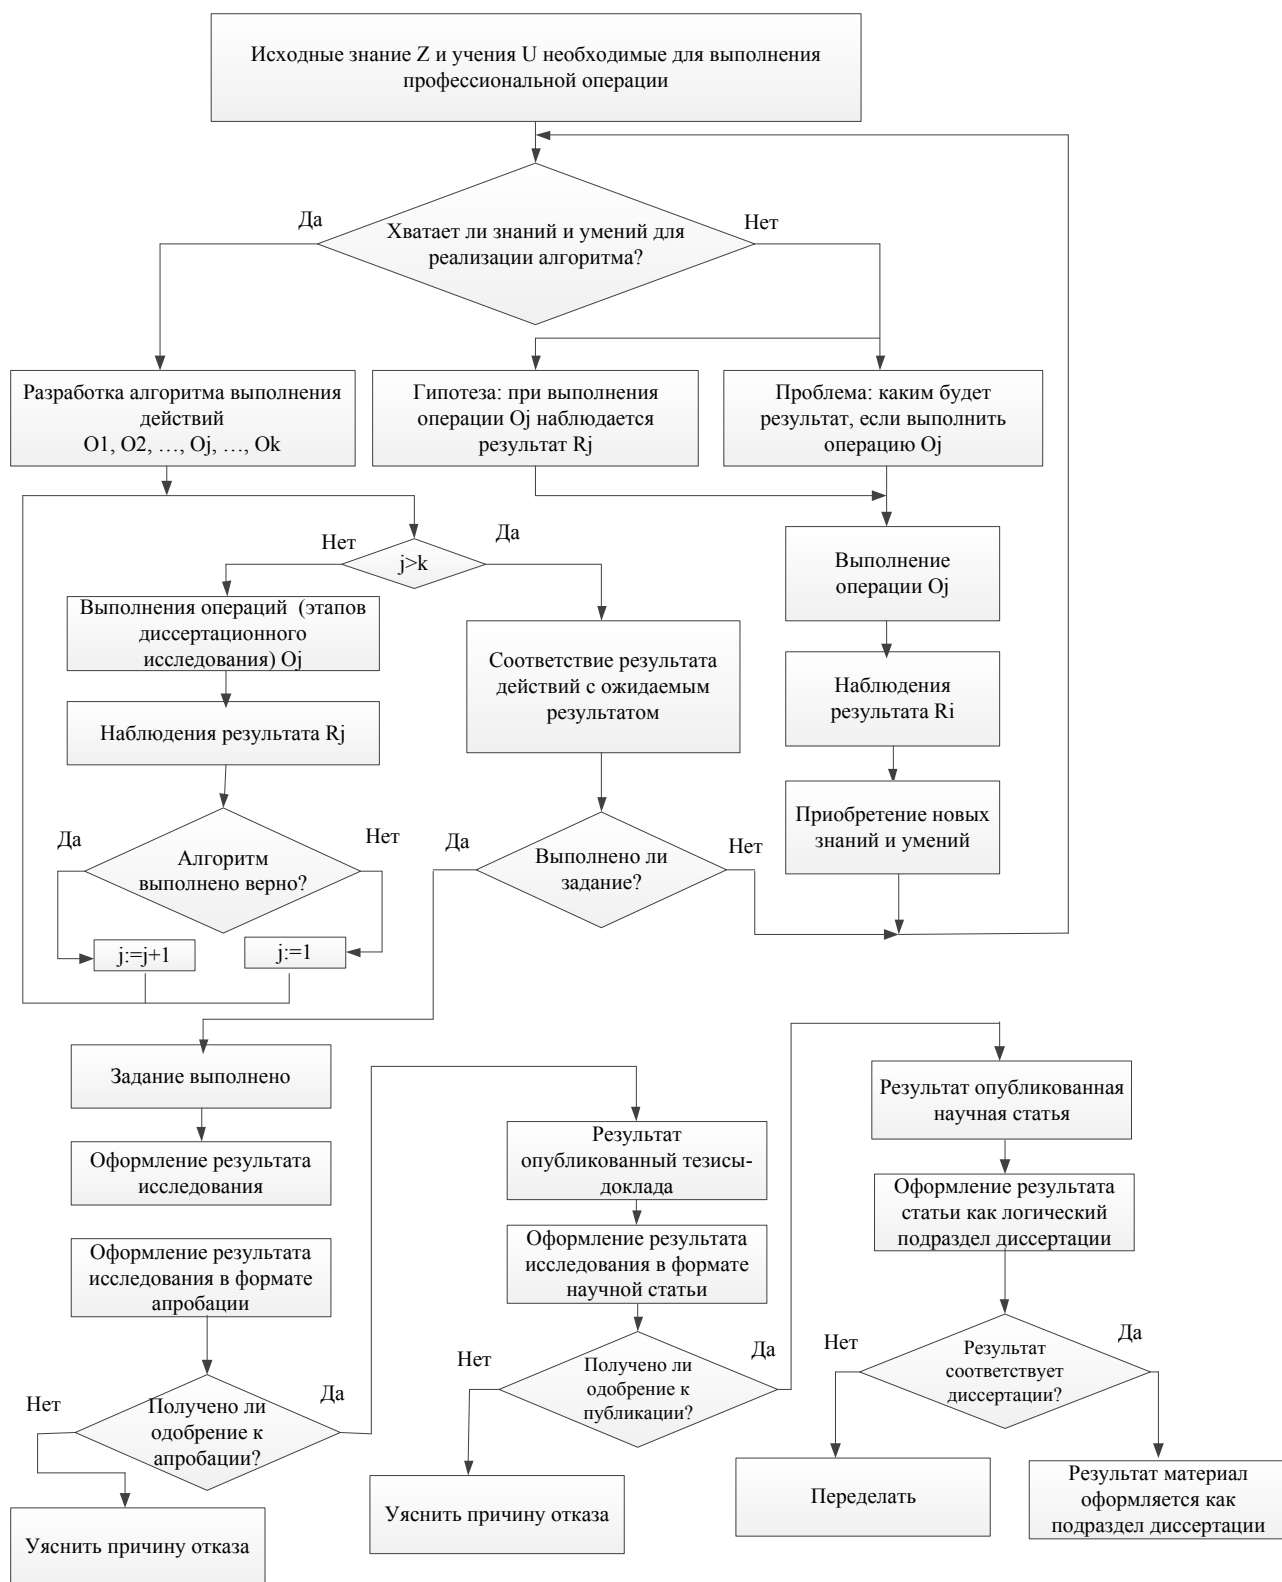 Исходные знание Z и учения U необходимые для выполнения
профессиональной операции
Да
Нет
Хватает ли знаний и умений для
реализации алгоритма?
Разработка алгоритма выполнения
действий
O1, O2, …, Oj, …, Ok
Гипотеза: при выполнения
операции Oj наблюдается
результат Rj
Проблема: каким будет
результат, если выполнить
операцию Oj
Нет
Да
j>k
Выполнения операций (этапов
диссертационного
исследования) Oj
Наблюдения результата Rj
Да
Нет
Алгоритм
выполнено верно?
j:=j+1
j:=1
Соответствие результата
действий с ожидаемым
результатом
Да
Нет
Выполнено ли
задание?
Выполнение
операции Oj
Наблюдения
результата Ri
Приобретение новых
знаний и умений
Задание выполнено
Оформление результата
исследования
Оформление результата
исследования в формате
апробации
Нет
Да
Получено ли
одобрение к
апробации?
Уяснить причину отказа
Результат
опубликованный тезисы-
доклада
Оформление результата
исследования в формате
научной статьи
Нет
Да
Получено ли
одобрение к
публикации?
Уяснить причину отказа
Результат опубликованная
научная статья
Оформление результата
статьи как логический
подраздел диссертации
Нет
Да
Результат
соответствует
диссертации?
Переделать
Результат материал
оформляется как
подраздел диссертации